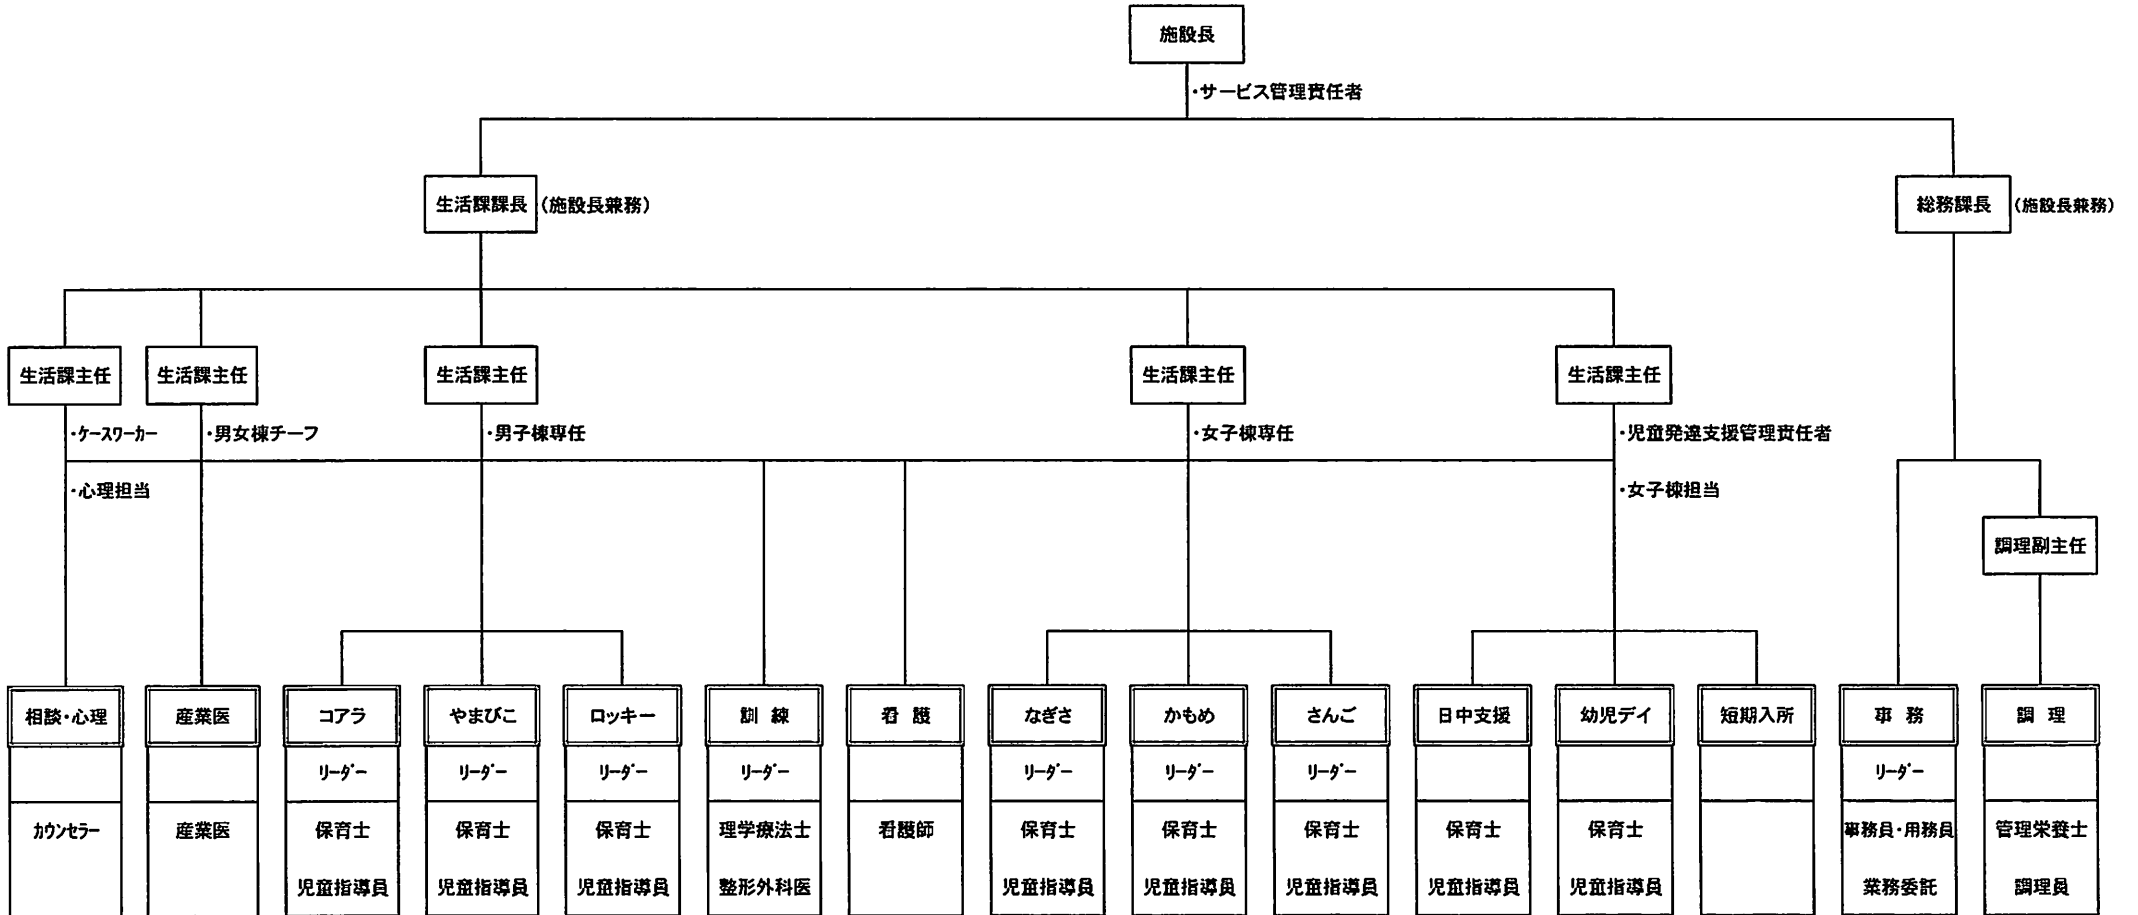 施設長
・サービス管理責任者
生活課課長 (施設長兼務)
総務課長 (施設長兼務)
生活課主任 生活課主任 生活課主任 生活課主任 生活課主任
・ケースワーカー ・男女棟チーフ ・男子棟専任 ・女子棟専任 ・児童発達支援管理責任者
・心理担当 ・女子棟担当
調理副主任
相談・心理 産業医 コアラ やまびこ ロッキー 訓 練 看 護 なぎさ かもめ さんご 日中支援 幼児デイ 短期入所 事 務 調 理
リーダー リーダー リーダー リーダー リーダー リーダー リーダー リーダー
カウンセラー 産業医 保育士 保育士 保育士 理学療法士 看護師 保育士 保育士 保育士 保育士 保育士 事務員・用務員 管理栄養士
児童指導員 児童指導員 児童指導員 整形外科医 児童指導員 児童指導員 児童指導員 児童指導員 児童指導員 業務委託 調理員